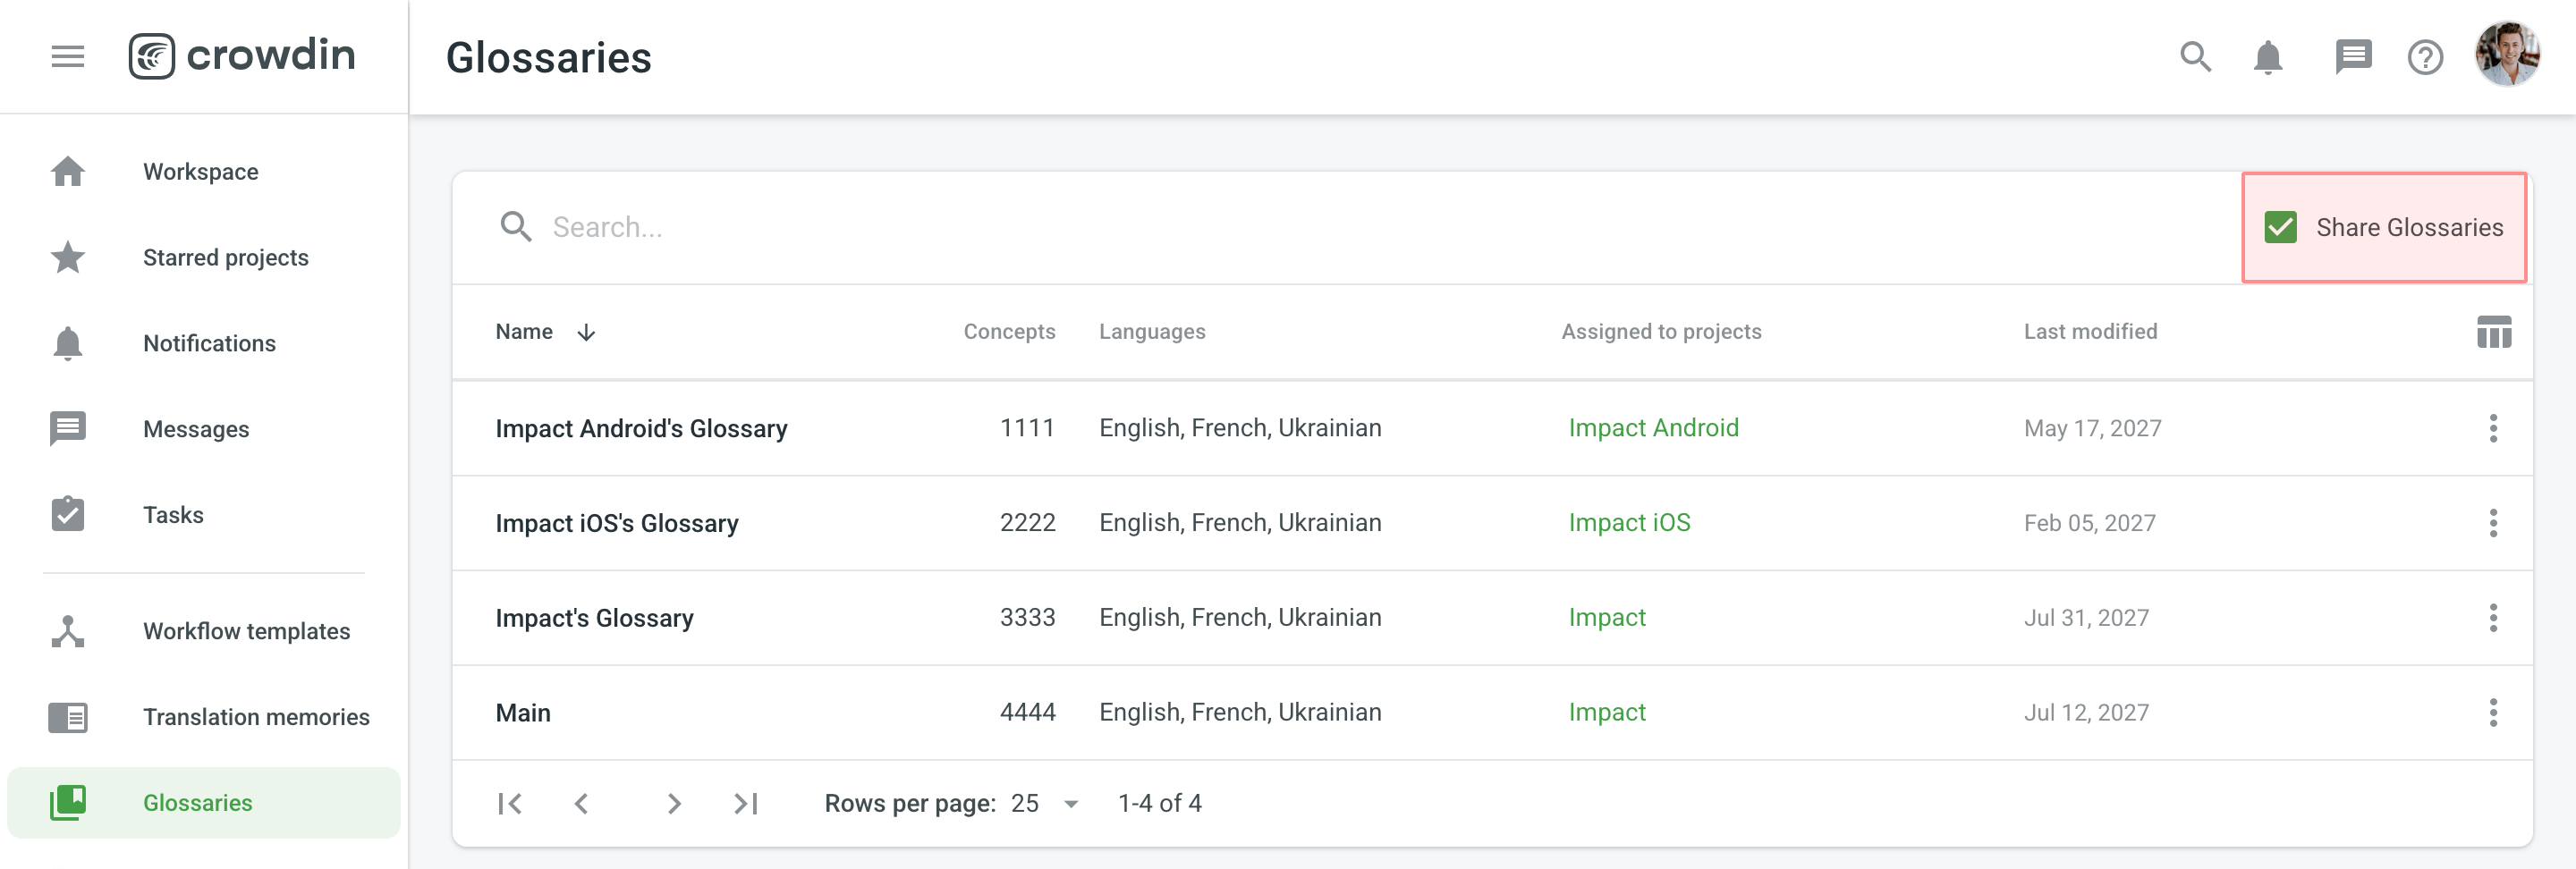 crowdin
Glossaries
Workspace
Starred projects
Notifications
Messages
Tasks
Workflow templates
Translation memories
Glossaries
Search...
Share Glossaries
Name Concepts Languages Assigned to projects Last modified
Impact Android's Glossary 1111 English, French, Ukrainian Impact Android May 17, 2027
Impact iOS's Glossary 2222 English, French, Ukrainian Impact iOS Feb 05, 2027
Impact's Glossary 3333 English, French, Ukrainian Impact Jul 31, 2027
Main 4444 English, French, Ukrainian Impact Jul 12, 2027
Rows per page: 25 1-4 of 4